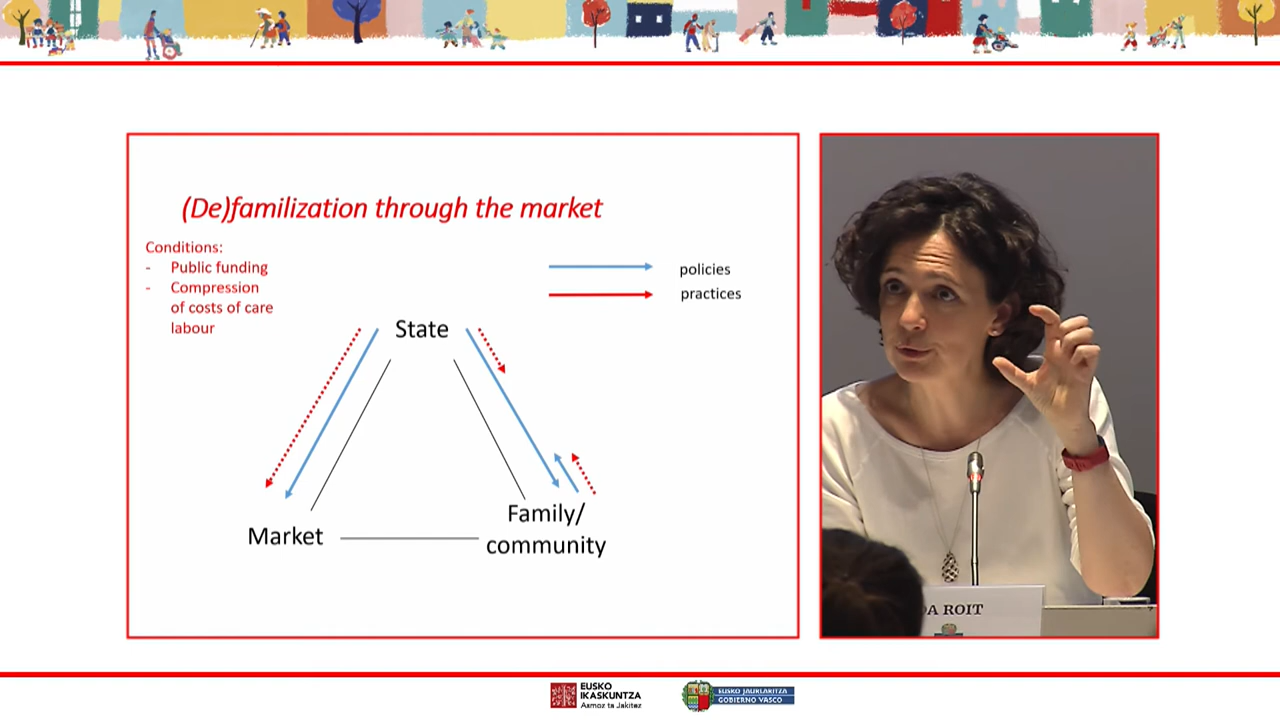 (De)familization through the market
Conditions:
- Public funding
- Compression
of costs of care
labour
policies
practices
State
Market
Family/
community
DA ROIT
EUSKO
IKASKUNTZA
Asmoz ta Jakitez
EUSKO JAURLARITZA
GOBIERNO VASCO